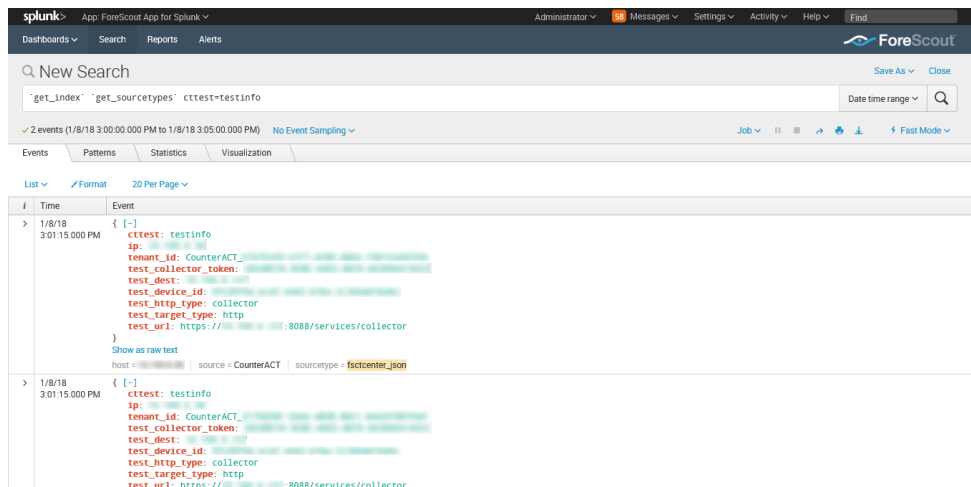 splunk> App: ForeScout App for Splunk Administrator 58 Messages Settings Activity Help Find
Dashboards Search Reports Alerts ForeScout
New Search Save As Close
`get_index` `get_sourcetypes` cttest=testinfo Date time range
2 events (1/8/18 3:00:00.000 PM to 1/8/18 3:05:00.000 PM) No Event Sampling Job Fast Mode
Events Patterns Statistics Visualization
List Format 20 Per Page
i Time Event
> 1/8/18 { [-]
3:01:15.000 PM cttest: testinfo
ip:
tenant_id: CounterACT_
test_collector_token:
test_dest:
test_device_id:
test_http_type: collector
test_target_type: http
test_url: https:// :8088/services/collector
}
Show as raw text
host = source = CounterACT sourcetype = fsctcenter_json
> 1/8/18 { [-]
3:01:15.000 PM cttest: testinfo
ip:
tenant_id: CounterACT_
test_collector_token:
test_dest:
test_device_id:
test_http_type: collector
test_target_type: http
test_url: https:// :8088/services/collector